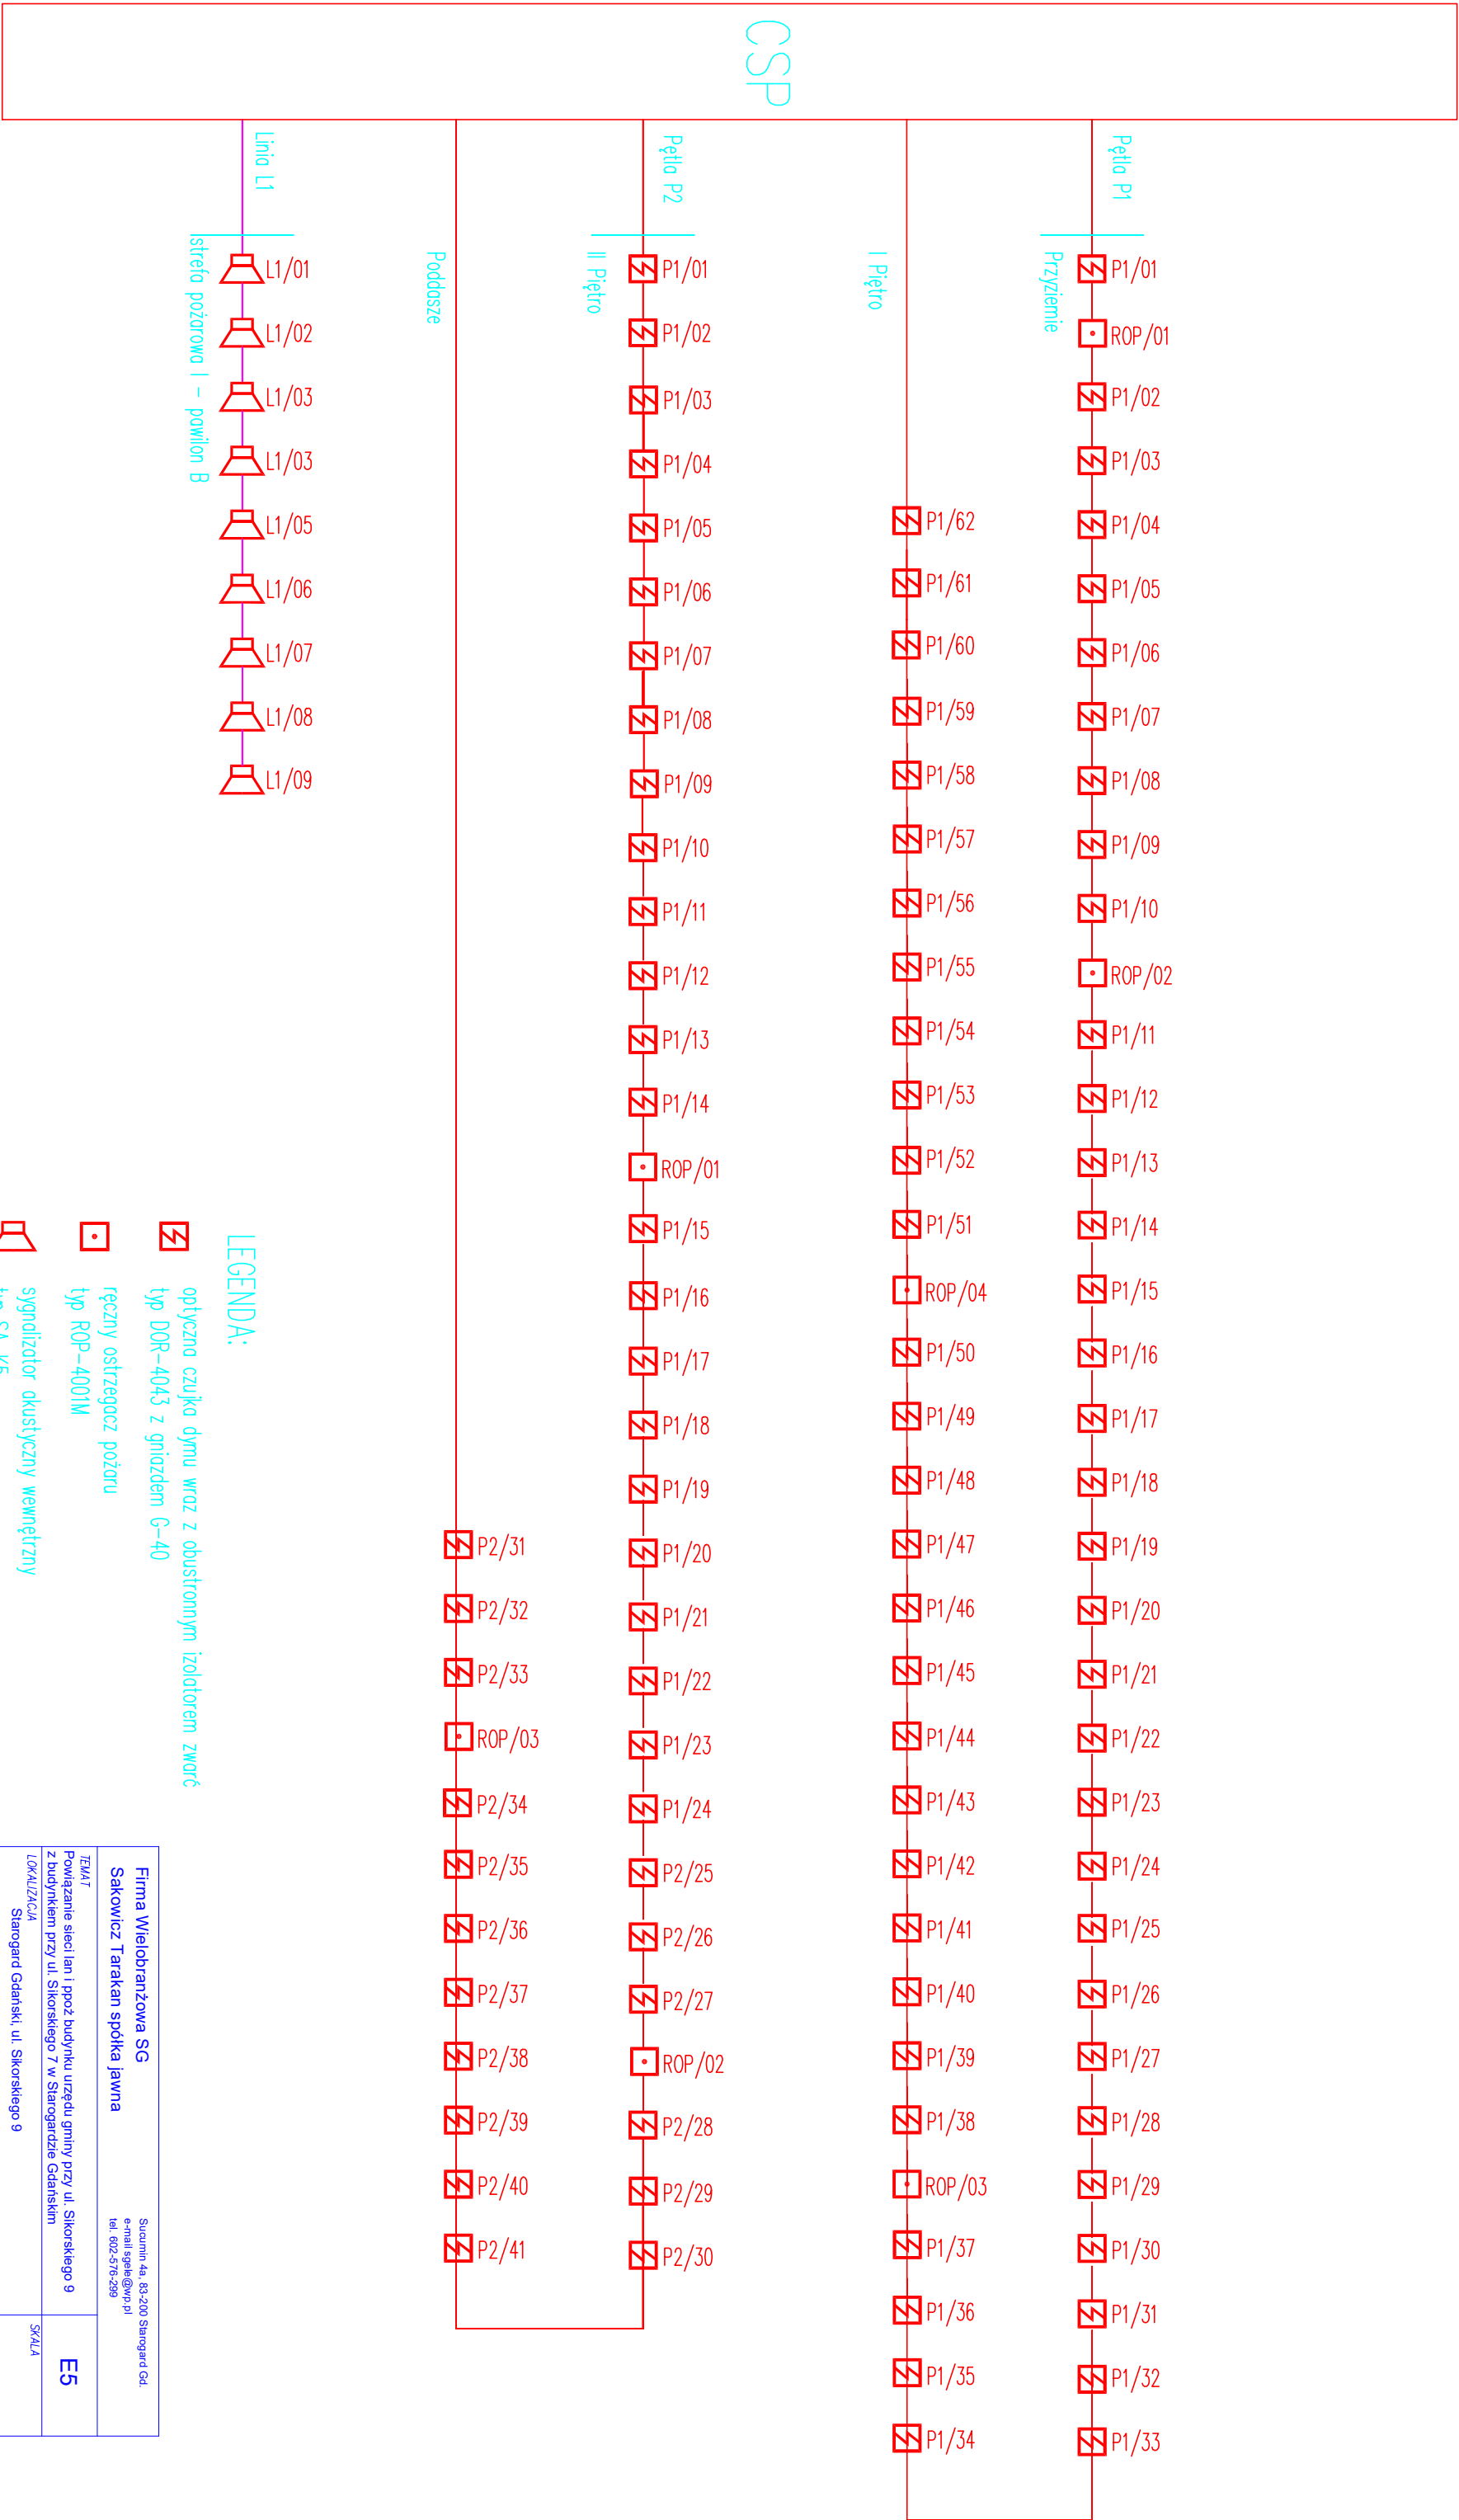 CSP
Pętla P1
Przyziemie
P1/01
ROP/01
P1/02
P1/03
P1/04
P1/05
P1/06
P1/07
P1/08
P1/09
P1/10
ROP/02
P1/11
P1/12
P1/13
P1/14
P1/15
P1/16
P1/17
P1/18
P1/19
P1/20
P1/21
P1/22
P1/23
P1/24
P1/25
P1/26
P1/27
P1/28
P1/29
P1/30
P1/31
P1/32
P1/33
I Piętro
P1/62
P1/61
P1/60
P1/59
P1/58
P1/57
P1/56
P1/55
P1/54
P1/53
P1/52
P1/51
ROP/04
P1/50
P1/49
P1/48
P1/47
P1/46
P1/45
P1/44
P1/43
P1/42
P1/41
P1/40
P1/39
P1/38
ROP/03
P1/37
P1/36
P1/35
P1/34
Pętla P2
II Piętro
P1/01
P1/02
P1/03
P1/04
P1/05
P1/06
P1/07
P1/08
P1/09
P1/10
P1/11
P1/12
P1/13
P1/14
ROP/01
P1/15
P1/16
P1/17
P1/18
P1/19
P1/20
P1/21
P1/22
P1/23
P1/24
P2/25
P2/26
P2/27
ROP/02
P2/28
P2/29
P2/30
Poddasze
P2/31
P2/32
P2/33
ROP/03
P2/34
P2/35
P2/36
P2/37
P2/38
P2/39
P2/40
P2/41
Linia L1
L1/01
L1/02
L1/03
L1/03
L1/05
L1/06
L1/07
L1/08
L1/09
strefa pożarowa I - pawilon B
LEGENDA:
optyczna czujka dymu wraz z obustronnym izolatorem zwarć
typ DOR-4043 z gniazdem G-40
ręczny ostrzegacz pożaru
typ ROP-4001M
sygnalizator akustyczny wewnętrzny
Firma Wielobranżowa SG
Sakowicz Tarakan spółka jawna
Sucumin 4a, 83-200 Starogard Gd.
e-mail sgele@wp.pl
tel. 602-576-299
TEMAT
Powiązanie sieci lan i ppoż budynku urzędu gminy przy ul. Sikorskiego 9
z budynkiem przy ul. Sikorskiego 7 w Starogardzie Gdańskim
E5
LOKALIZACJA
Starogard Gdański, ul. Sikorskiego 9
SKALA